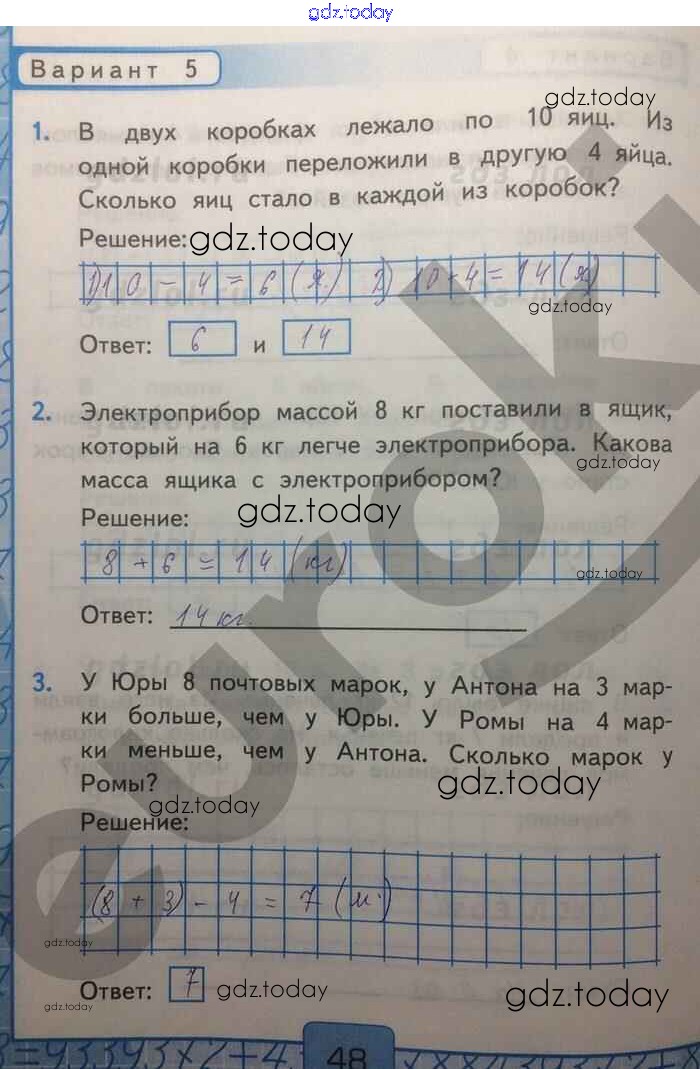 gdz.today
Вариант 5
gdz.today
1. В двух коробках лежало по 10 яиц. Из
одной коробки переложили в другую 4 яйца.
Сколько яиц стало в каждой из коробок?
Решение: gdz.today
1) 10 - 4 = 6 (я.) 2) 10 + 4 = 14 (я)
gdz.today
Ответ: 6 и 14
2. Электроприбор массой 8 кг поставили в ящик,
который на 6 кг легче электроприбора. Какова
gdz.today
масса ящика с электроприбором?
Решение: gdz.today
8 + 6 = 14 (кг)
gdz.today
Ответ: 14 кг.
3. У Юры 8 почтовых марок, у Антона на 3 мар-
ки больше, чем у Юры. У Ромы на 4 мар-
ки меньше, чем у Антона. Сколько марок у
Ромы?
gdz.today gdz.today
Решение:
(8 + 3) - 4 = 7 (м.)
gdz.today gdz.today
Ответ: 7 gdz.today gdz.today
gdz.today
48
euroki